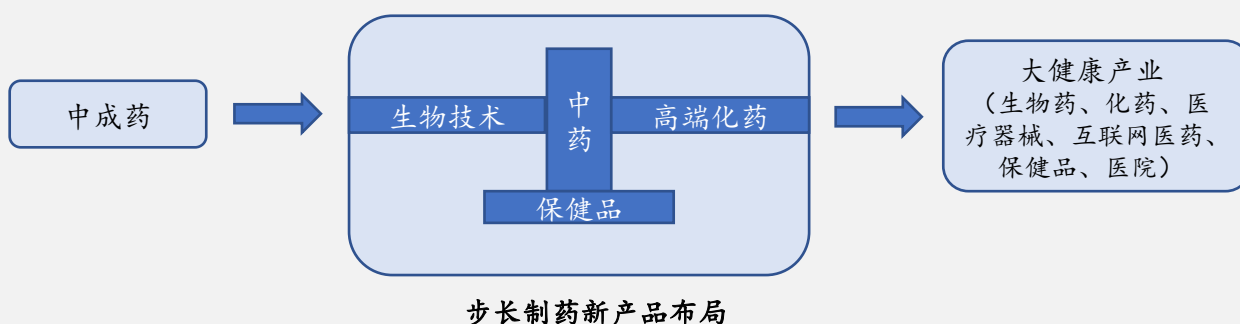 中成药
生物技术
中
药
高端化药
保健品
大健康产业
（生物药、化药、医
疗器械、互联网医药、
保健品、医院）
步长制药新产品布局